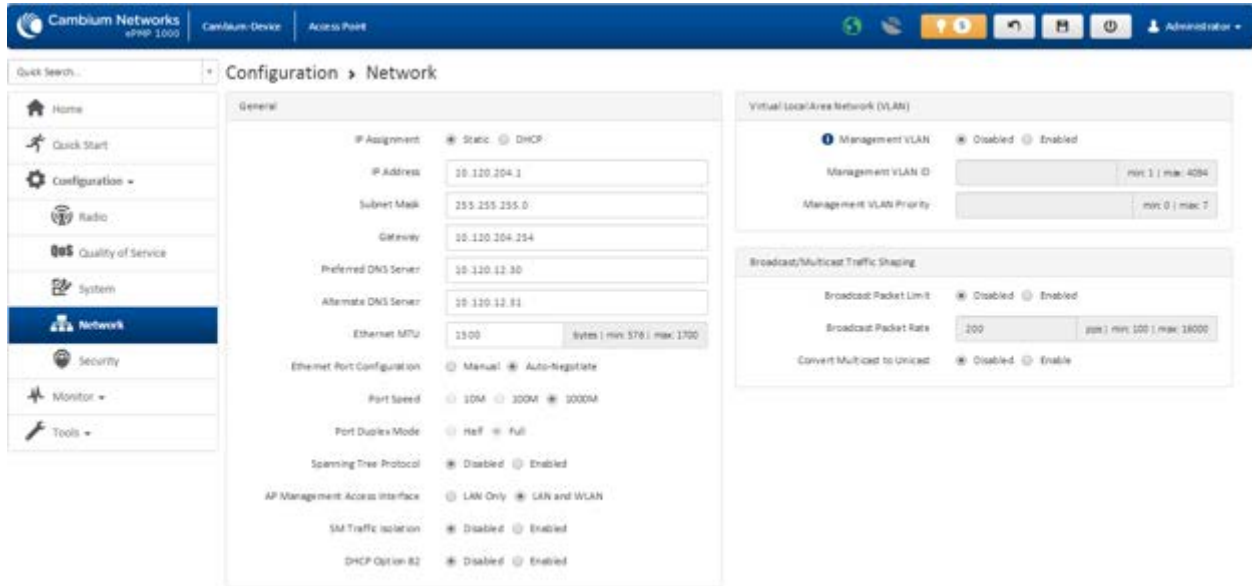 Cambium Networks
ePMP 1000
Cambium-Device
Access Point
5
Administrator
Quick Search...
Home
Quick Start
Configuration
Radio
QoS Quality of Service
System
Network
Security
Monitor
Tools
Configuration > Network
General
IP Assignment Static DHCP
IP Address 10.120.204.1
Subnet Mask 255.255.255.0
Gateway 10.120.204.254
Preferred DNS Server 10.120.12.30
Alternate DNS Server 10.120.12.31
Ethernet MTU 1500 bytes | min: 576 | max: 1700
Ethernet Port Configuration Manual Auto-Negotiate
Port Speed 10M 100M 1000M
Port Duplex Mode Half Full
Spanning Tree Protocol Disabled Enabled
AP Management Access Interface LAN Only LAN and WLAN
SM Traffic Isolation Disabled Enabled
DHCP Option 82 Disabled Enabled
Virtual Local Area Network (VLAN)
Management VLAN Disabled Enabled
Management VLAN ID min: 1 | max: 4094
Management VLAN Priority min: 0 | max: 7
Broadcast/Multicast Traffic Shaping
Broadcast Packet Limit Disabled Enabled
Broadcast Packet Rate 200 pps | min: 100 | max: 16000
Convert Multicast to Unicast Disabled Enable